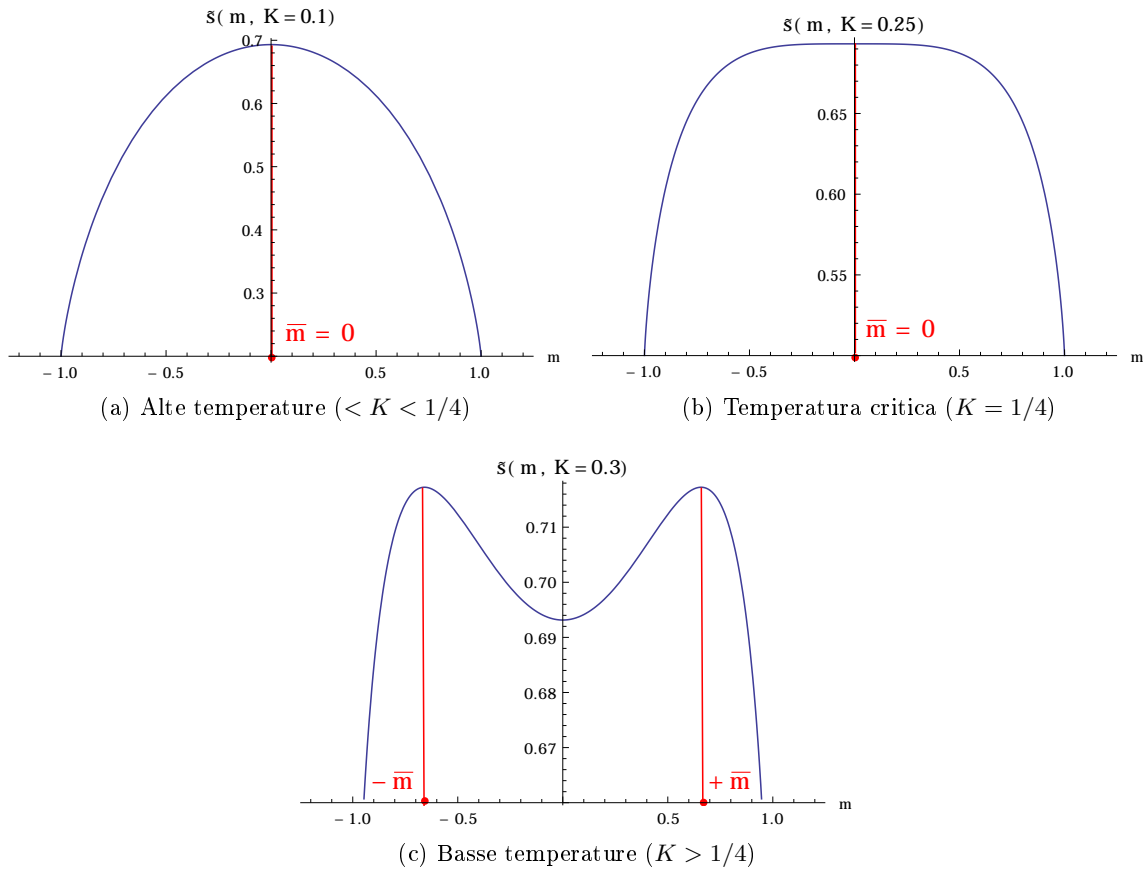 s̃( m , K = 0.1)
0.7
0.6
0.5
0.4
0.3
m̅ = 0
− 1.0
− 0.5
0.5
1.0
m
(a) Alte temperature (< K < 1/4)
s̃( m , K = 0.25)
0.65
0.60
0.55
m̅ = 0
− 1.0
− 0.5
0.5
1.0
m
(b) Temperatura critica (K = 1/4)
s̃( m , K = 0.3)
0.71
0.70
0.69
0.68
0.67
− m̅
+ m̅
− 1.0
− 0.5
0.5
1.0
m
(c) Basse temperature (K > 1/4)